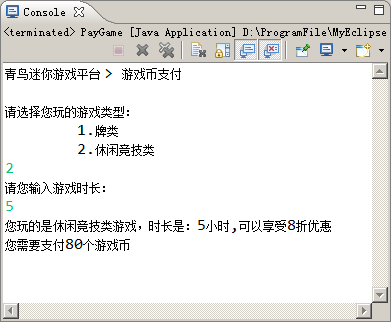 Console
<terminated> PayGame [Java Application] D:\ProgramFile\MyEclipse
青鸟迷你游戏平台 > 游戏币支付
请选择您玩的游戏类型:
1.牌类
2.休闲竞技类
2
请您输入游戏时长:
5
您玩的是休闲竞技类游戏，时长是: 5小时,可以享受8折优惠
您需要支付80个游戏币